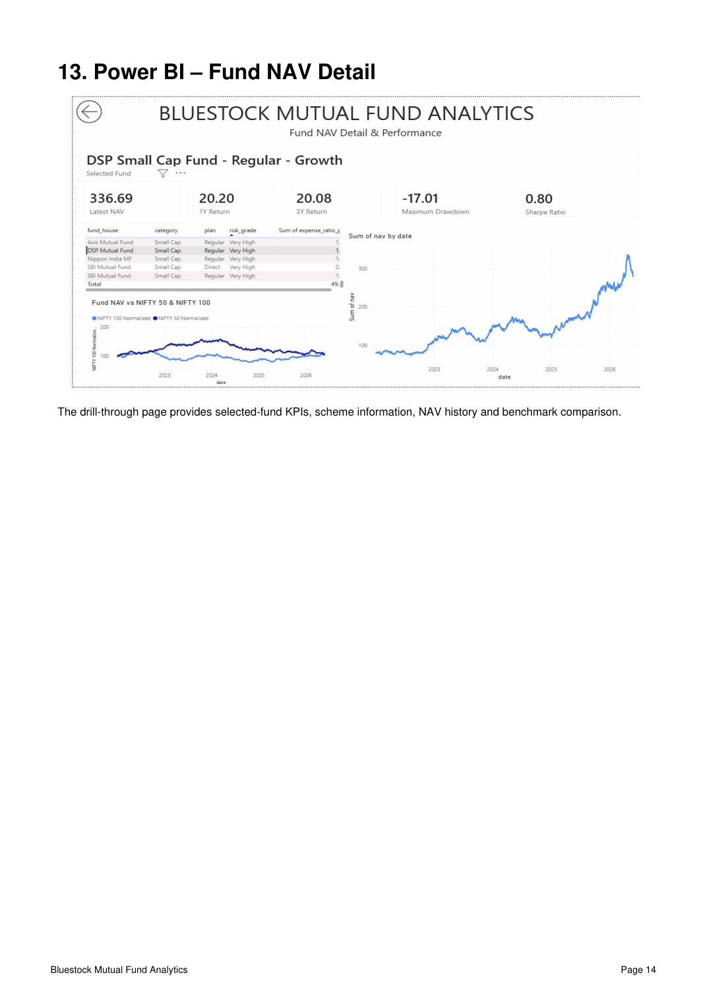 13. Power BI – Fund NAV Detail
BLUESTOCK MUTUAL FUND ANALYTICS
Fund NAV Detail & Performance
DSP Small Cap Fund - Regular - Growth
Selected Fund
336.69
Latest NAV
20.20
1Y Return
20.08
3Y Return
-17.01
Maximum Drawdown
0.80
Sharpe Ratio
fund_house category plan risk_grade Sum of expense_ratio_p
Axis Mutual Fund Small Cap Regular Very High 1.
DSP Mutual Fund Small Cap Regular Very High 1.
Nippon India MF Small Cap Regular Very High 1.
SBI Mutual Fund Small Cap Direct Very High 0.
SBI Mutual Fund Small Cap Regular Very High 1.
Total 49.
Fund NAV vs NIFTY 50 & NIFTY 100
NIFTY 100 Normalized NIFTY 50 Normalized
NIFTY 100 Normalize...
200
100
2023 2024 2025 2026
date
Sum of nav by date
Sum of nav
300
200
100
2023 2024 2025 2026
date
The drill-through page provides selected-fund KPIs, scheme information, NAV history and benchmark comparison.
Bluestock Mutual Fund Analytics Page 14